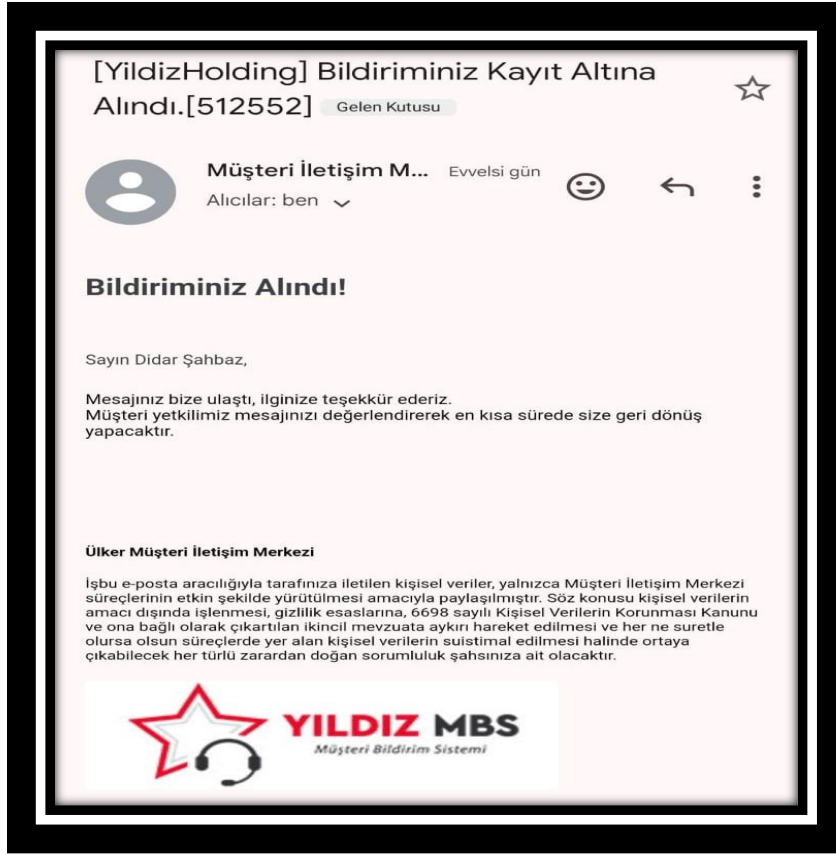 [YildizHolding] Bildiriminiz Kayıt Altına
Alındı.[512552] Gelen Kutusu
Müşteri İletişim M... Evvelsi gün
Alıcılar: ben
Bildiriminiz Alındı!
Sayın Didar Şahbaz,
Mesajınız bize ulaştı, ilginize teşekkür ederiz.
Müşteri yetkilimiz mesajınızı değerlendirerek en kısa sürede size geri dönüş
yapacaktır.
Ülker Müşteri İletişim Merkezi
İşbu e-posta aracılığıyla tarafınıza iletilen kişisel veriler, yalnızca Müşteri İletişim Merkezi
süreçlerinin etkin şekilde yürütülmesi amacıyla paylaşılmıştır. Söz konusu kişisel verilerin
amacı dışında işlenmesi, gizlilik esaslarına, 6698 sayılı Kişisel Verilerin Korunması Kanunu
ve ona bağlı olarak çıkartılan ikincil mevzuata aykırı hareket edilmesi ve her ne suretle
olursa olsun süreçlerde yer alan kişisel verilerin suistimal edilmesi halinde ortaya
çıkabilecek her türlü zarardan doğan sorumluluk şahsınıza ait olacaktır.
YILDIZ MBS
Müşteri Bildirim Sistemi